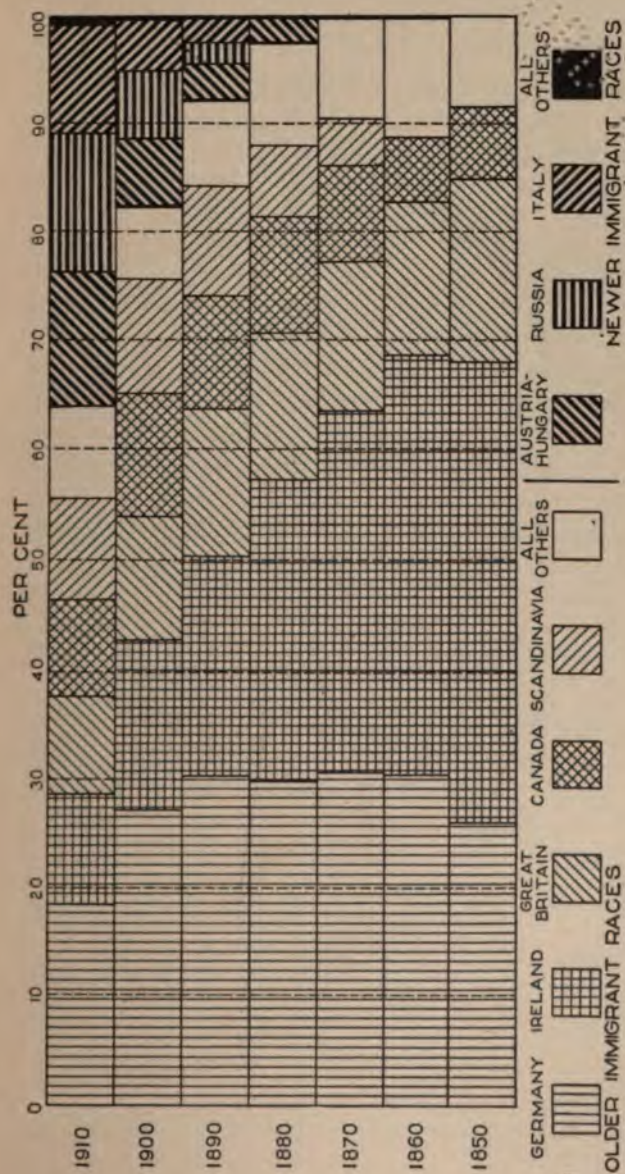 PER CENT
0 10 20 30 40 50 60 70 80 90 100
1910
1900
1890
1880
1870
1860
1850
GERMANY IRELAND GREAT BRITAIN CANADA SCANDINAVIA ALL OTHERS AUSTRIA-HUNGARY RUSSIA ITALY ALL OTHERS
OLDER IMMIGRANT RACES NEWER IMMIGRANT RACES